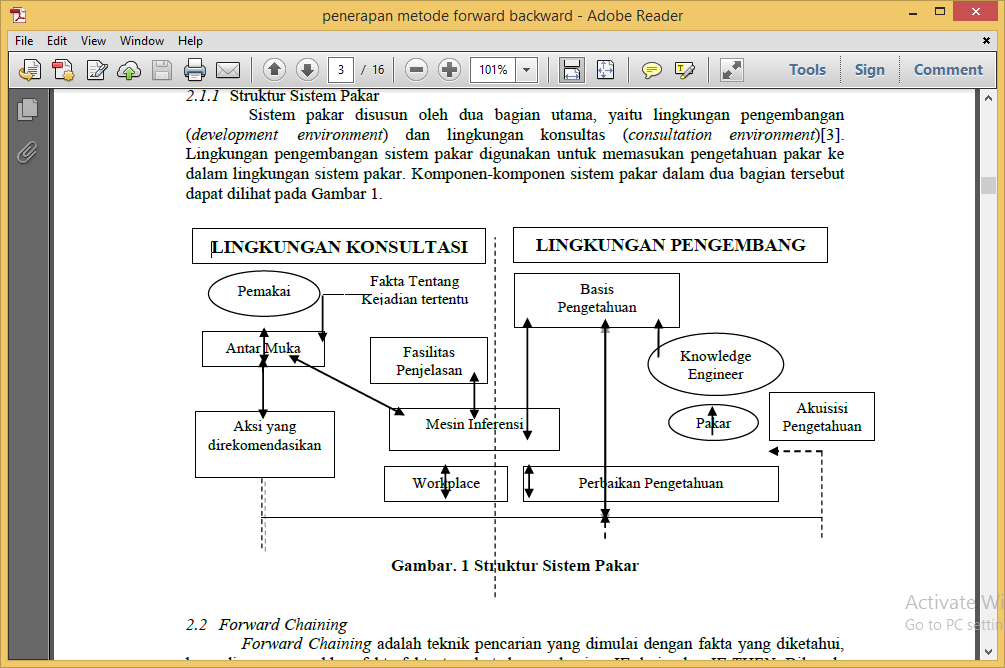 penerapan metode forward backward - Adobe Reader
File Edit View Window Help
3 / 16 101% Tools Sign Comment
2.1.1 Struktur Sistem Pakar
Sistem pakar disusun oleh dua bagian utama, yaitu lingkungan pengembangan
(development environment) dan lingkungan konsultas (consultation environment)[3].
Lingkungan pengembangan sistem pakar digunakan untuk memasukan pengetahuan pakar ke
dalam lingkungan sistem pakar. Komponen-komponen sistem pakar dalam dua bagian tersebut
dapat dilihat pada Gambar 1.
LINGKUNGAN KONSULTASI
LINGKUNGAN PENGEMBANG
Pemakai
Fakta Tentang
Kejadian tertentu
Basis
Pengetahuan
Antar Muka
Fasilitas
Penjelasan
Knowledge
Engineer
Aksi yang
direkomendasikan
Mesin Inferensi
Pakar
Akuisisi
Pengetahuan
Workplace
Perbaikan Pengetahuan
Gambar. 1 Struktur Sistem Pakar
2.2 Forward Chaining
Forward Chaining adalah teknik pencarian yang dimulai dengan fakta yang diketahui,
Activate Wi
Go to PC settin